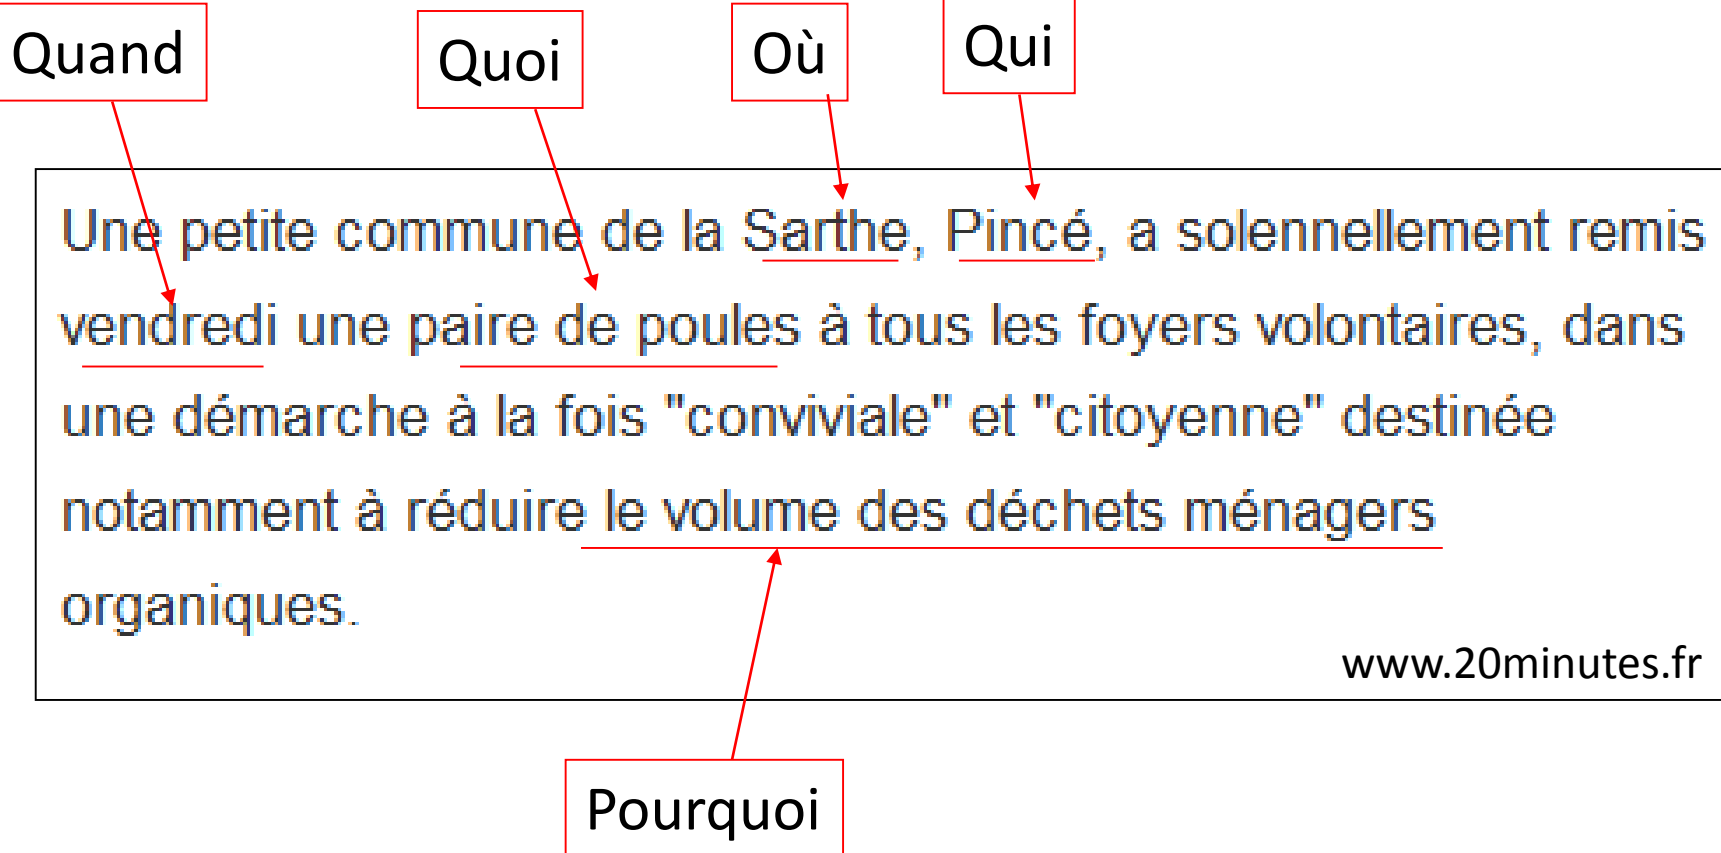 Quand
Quoi
Où
Qui
Une petite commune de la Sarthe, Pincé, a solennellement remis
vendredi une paire de poules à tous les foyers volontaires, dans
une démarche à la fois "conviviale" et "citoyenne" destinée
notamment à réduire le volume des déchets ménagers
organiques.
www.20minutes.fr
Pourquoi